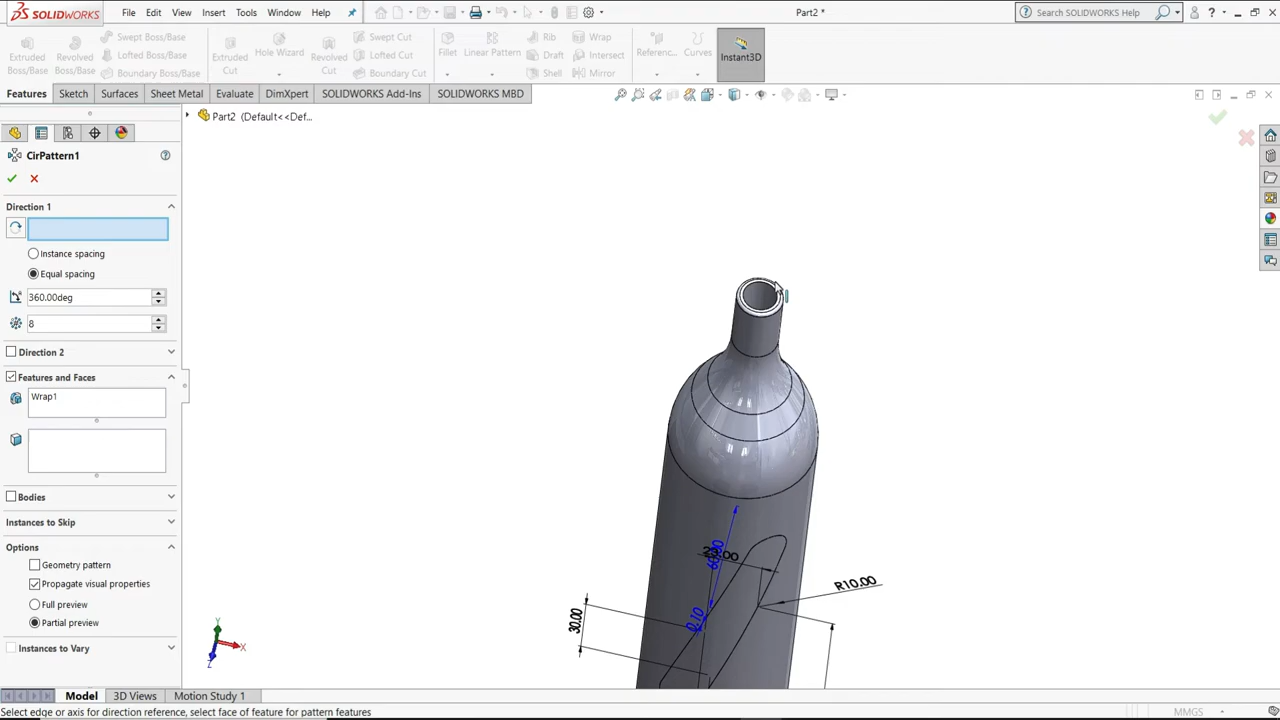 SOLIDWORKS File Edit View Insert Tools Window Help Part2 * Search SOLIDWORKS Help ?
Extruded Boss/Base Revolved Boss/Base Swept Boss/Base Lofted Boss/Base Boundary Boss/Base Extruded Cut Hole Wizard Revolved Cut Swept Cut Lofted Cut Boundary Cut Fillet Linear Pattern Rib Draft Shell Wrap Intersect Mirror Referenc... Curves Instant3D
Features Sketch Surfaces Sheet Metal Evaluate DimXpert SOLIDWORKS Add-Ins SOLIDWORKS MBD
Part2 (Default<<Def...
CirPattern1
Direction 1
Instance spacing
Equal spacing
360.00deg
8
Direction 2
Features and Faces
Wrap1
Bodies
Instances to Skip
Options
Geometry pattern
Propagate visual properties
Full preview
Partial preview
Instances to Vary
R10.00
30.00
0.10
Y
X
Z
Model 3D Views Motion Study 1
Select edge or axis for direction reference, select face of feature for pattern features MMGS